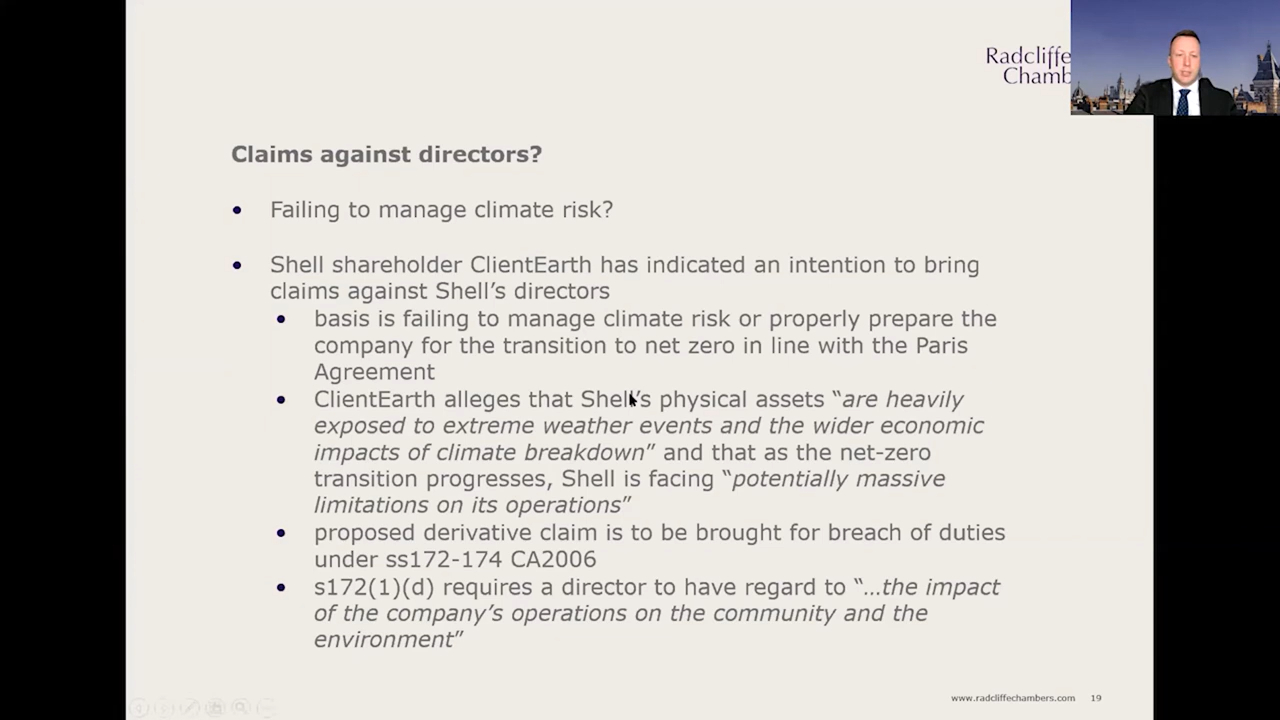 Radcliffe
Chamb
Claims against directors?
• Failing to manage climate risk?
• Shell shareholder ClientEarth has indicated an intention to bring
claims against Shell’s directors
• basis is failing to manage climate risk or properly prepare the
company for the transition to net zero in line with the Paris
Agreement
• ClientEarth alleges that Shell’s physical assets “are heavily
exposed to extreme weather events and the wider economic
impacts of climate breakdown” and that as the net-zero
transition progresses, Shell is facing “potentially massive
limitations on its operations”
• proposed derivative claim is to be brought for breach of duties
under ss172-174 CA2006
• s172(1)(d) requires a director to have regard to “…the impact
of the company’s operations on the community and the
environment”
www.radcliffechambers.com 19